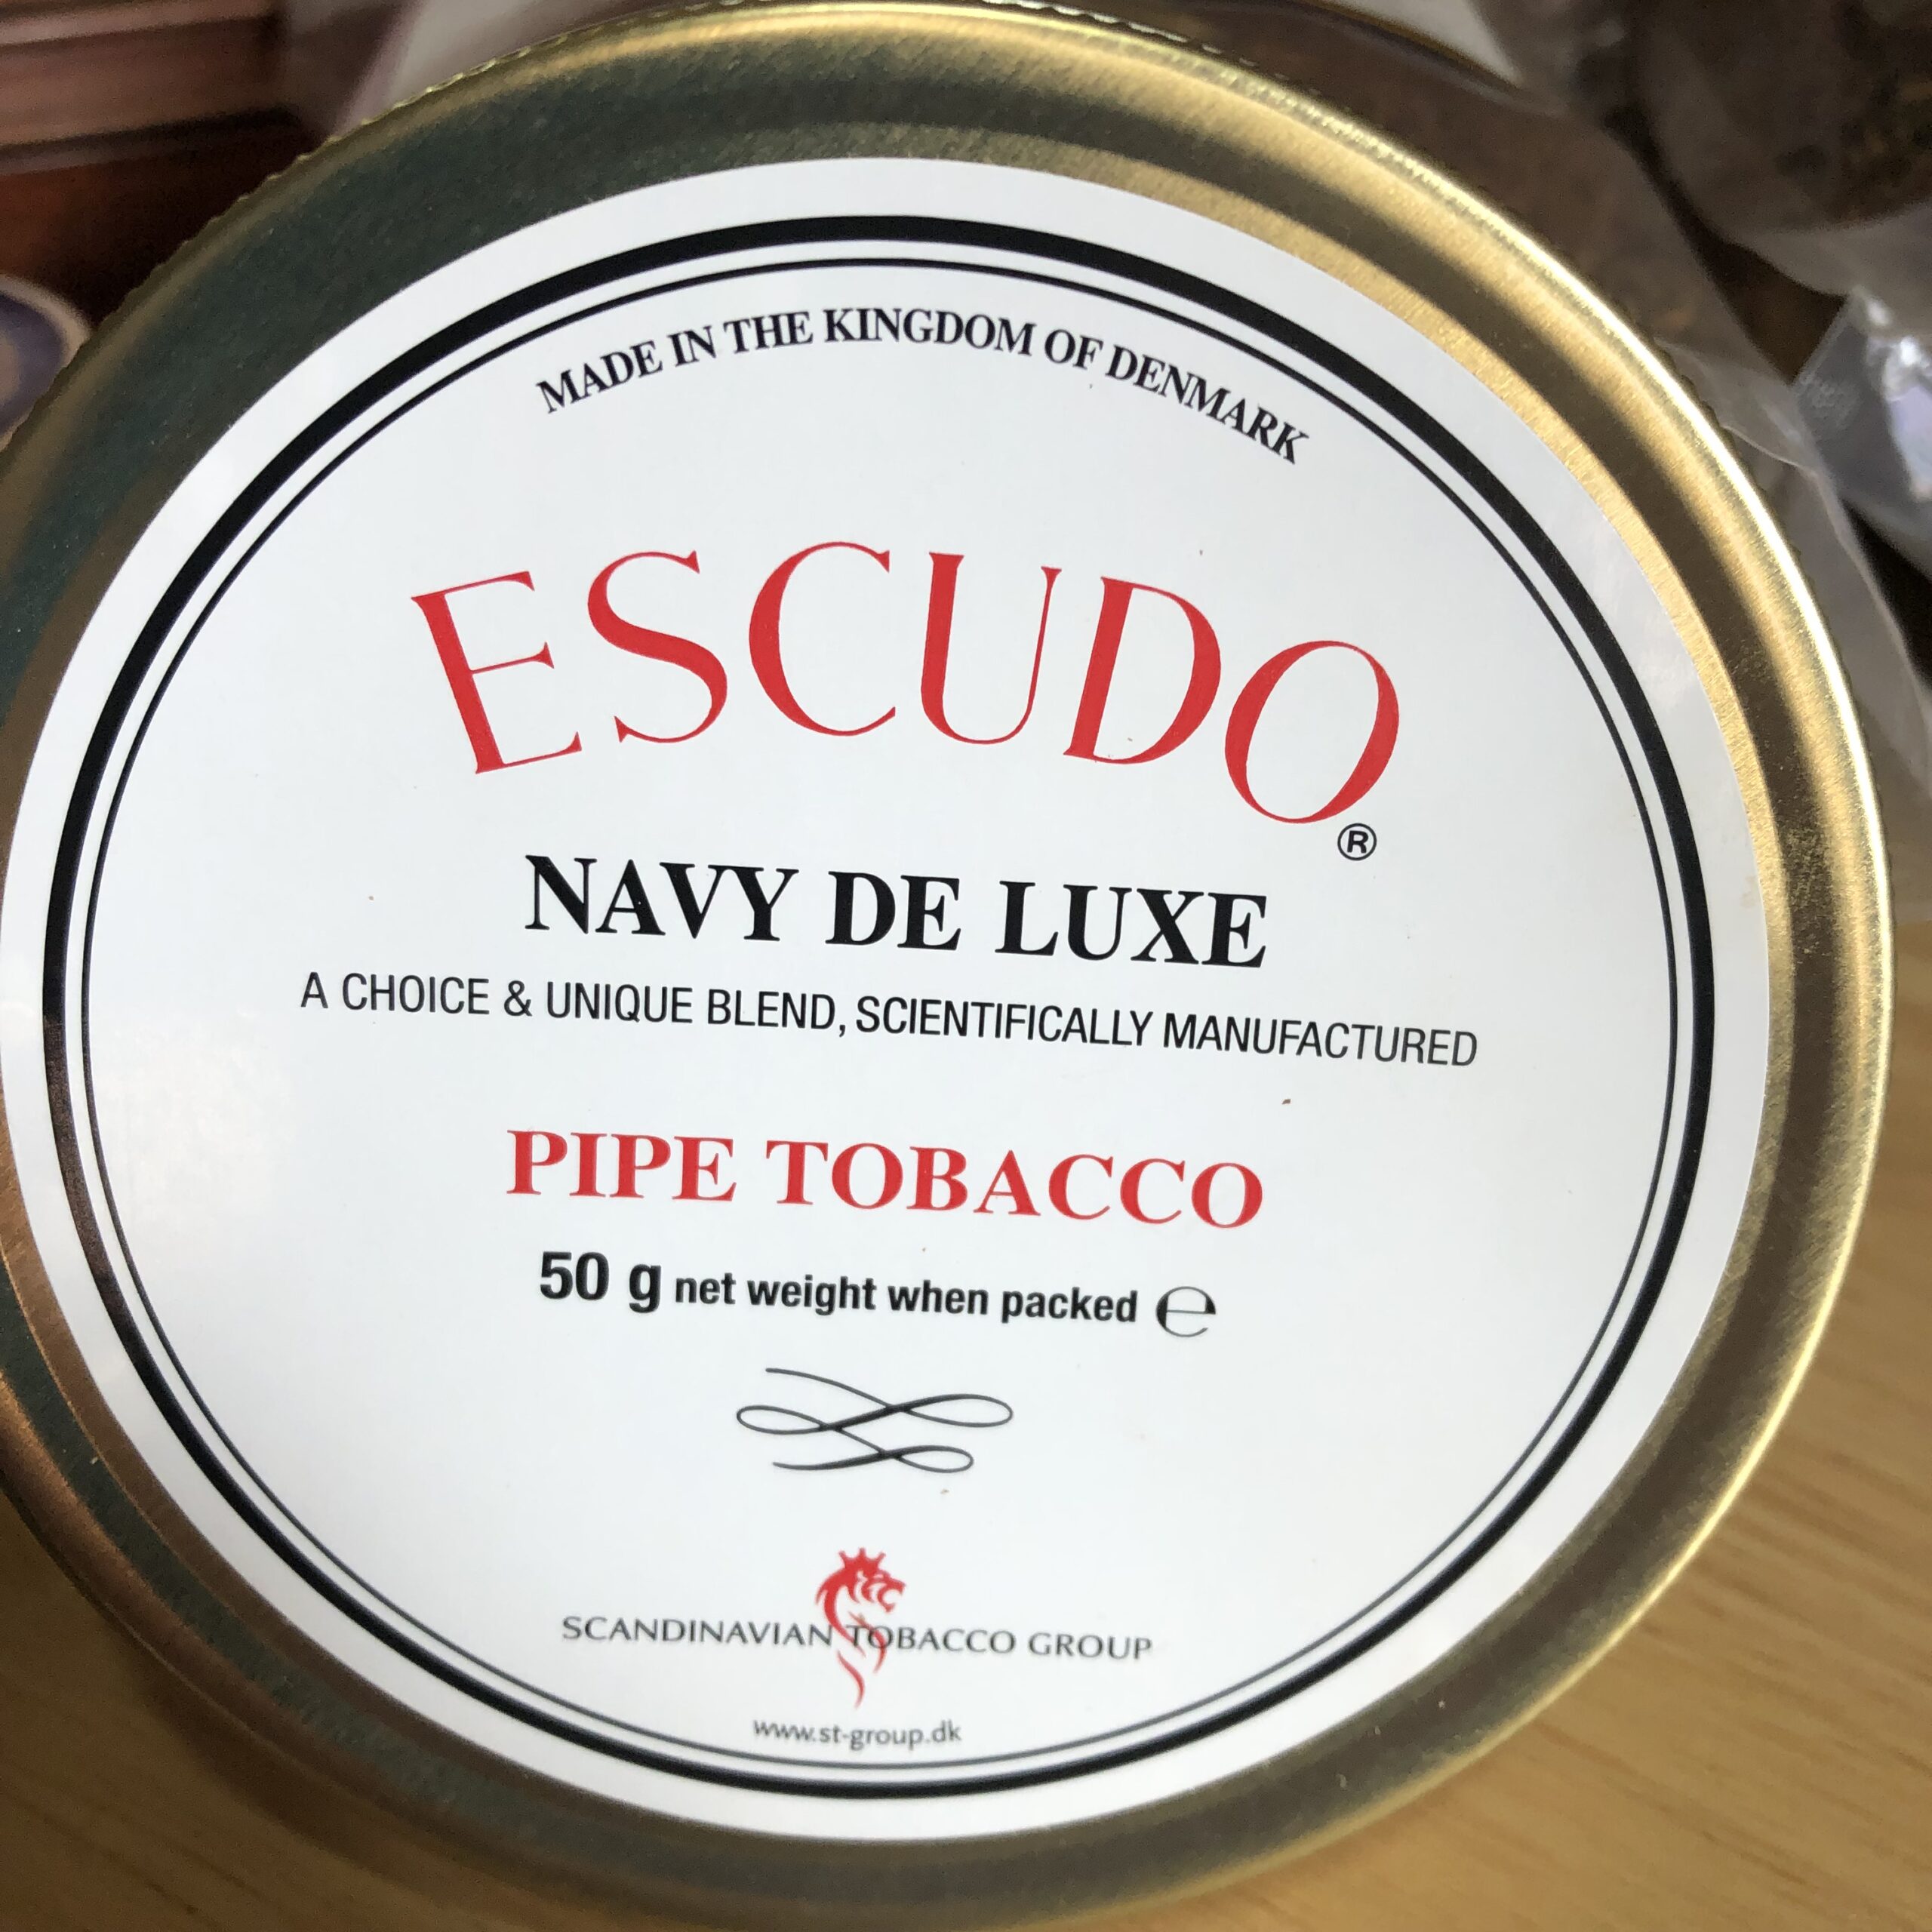 MADE IN THE KINGDOM OF DENMARK
ESCUDO®
NAVY DE LUXE
A CHOICE & UNIQUE BLEND, SCIENTIFICALLY MANUFACTURED
PIPE TOBACCO
50 g net weight when packed ℮
SCANDINAVIAN TOBACCO GROUP
www.st-group.dk